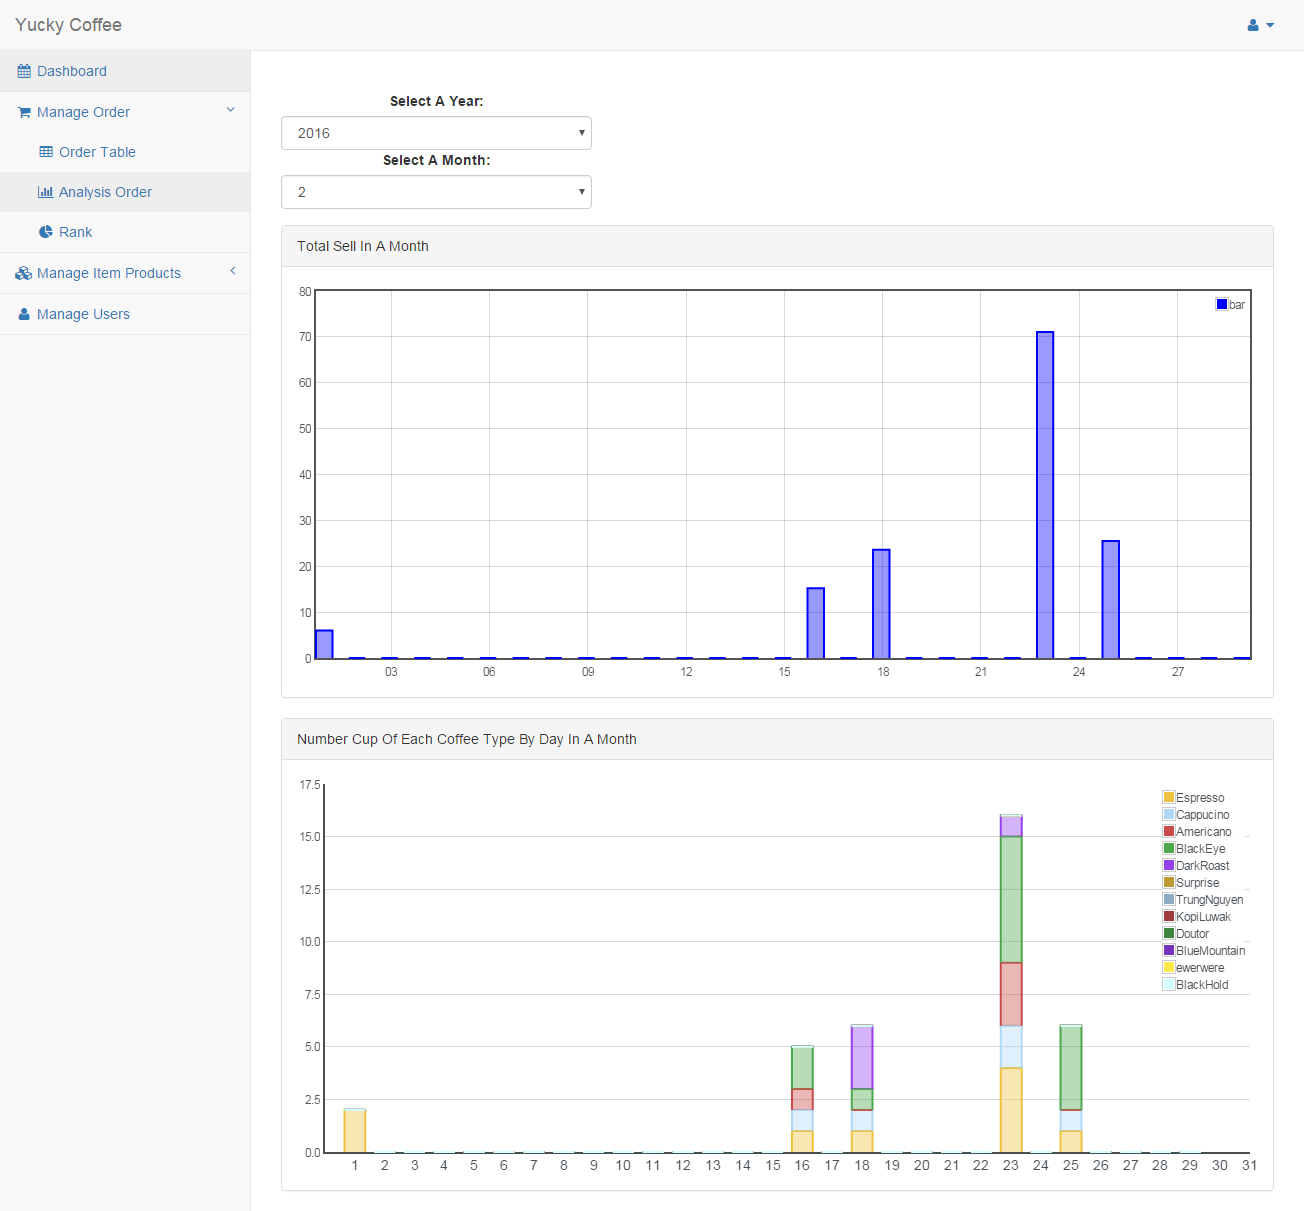 Yucky Coffee
Dashboard
Manage Order
Order Table
Analysis Order
Rank
Manage Item Products
Manage Users
Select A Year:
2016
Select A Month:
2
Total Sell In A Month
80
70
60
50
40
30
20
10
0
bar
03 06 09 12 15 18 21 24 27
Number Cup Of Each Coffee Type By Day In A Month
17.5
15.0
12.5
10.0
7.5
5.0
2.5
0.0
Espresso
Cappucino
Americano
BlackEye
DarkRoast
Surprise
TrungNguyen
KopiLuwak
Doutor
BlueMountain
ewerwere
BlackHold
1 2 3 4 5 6 7 8 9 10 11 12 13 14 15 16 17 18 19 20 21 22 23 24 25 26 27 28 29 30 31